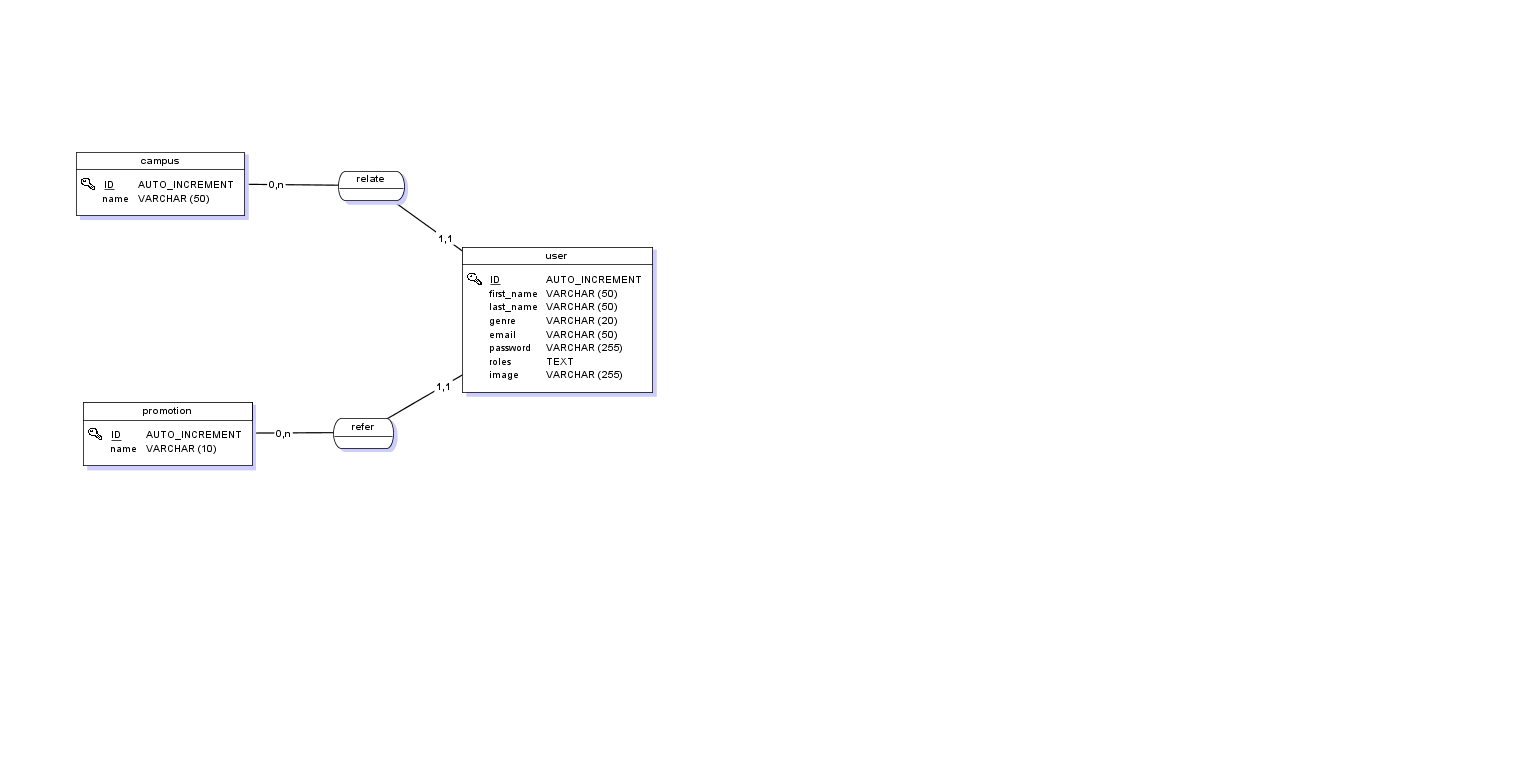 campus
ID AUTO_INCREMENT
name VARCHAR (50)
0,n
relate
1,1
user
ID AUTO_INCREMENT
first_name VARCHAR (50)
last_name VARCHAR (50)
genre VARCHAR (20)
email VARCHAR (50)
password VARCHAR (255)
roles TEXT
image VARCHAR (255)
1,1
promotion
ID AUTO_INCREMENT
name VARCHAR (10)
0,n
refer